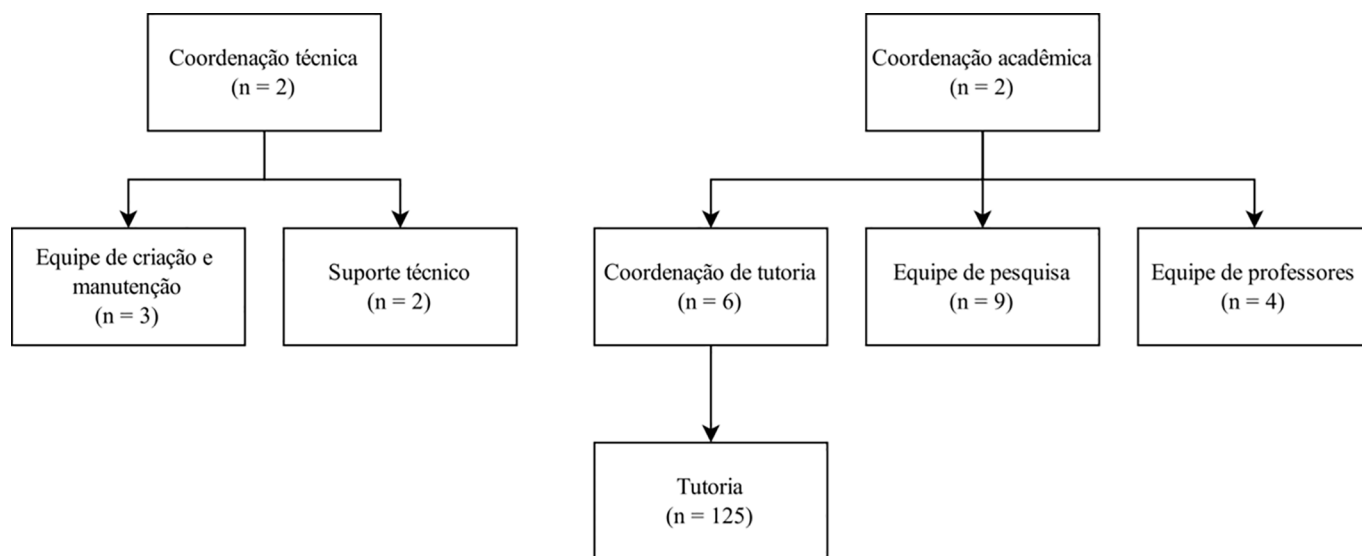 Coordenação técnica
(n = 2)
Coordenação acadêmica
(n = 2)
Equipe de criação e
manutenção
(n = 3)
Suporte técnico
(n = 2)
Coordenação de tutoria
(n = 6)
Equipe de pesquisa
(n = 9)
Equipe de professores
(n = 4)
Tutoria
(n = 125)